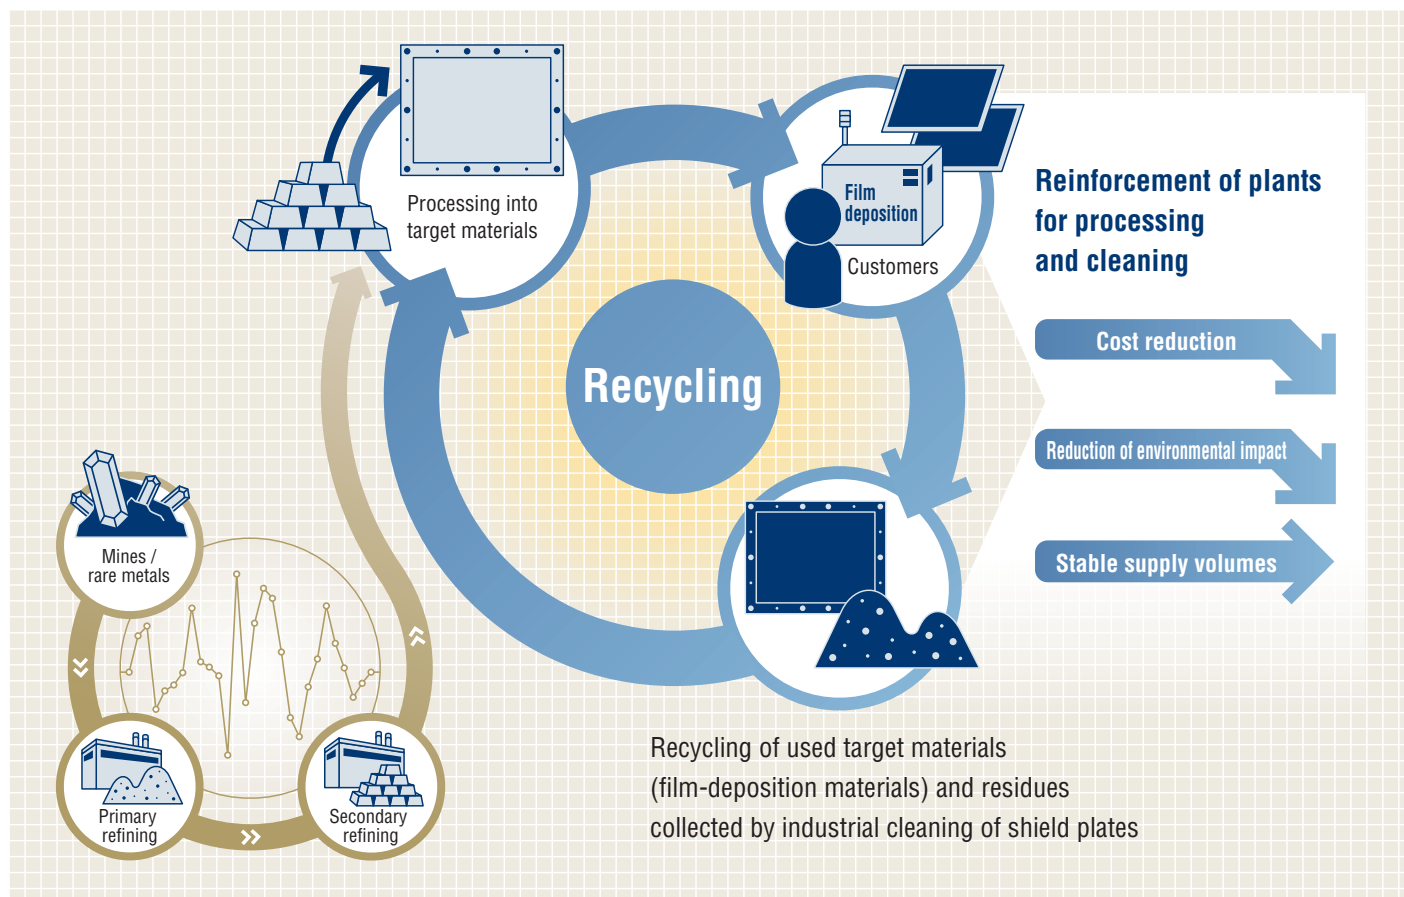 Processing into
target materials
Film
deposition
Customers
Reinforcement of plants
for processing
and cleaning
Cost reduction
Reduction of environmental impact
Stable supply volumes
Recycling
Mines /
rare metals
Primary
refining
Secondary
refining
Recycling of used target materials
(film-deposition materials) and residues
collected by industrial cleaning of shield plates